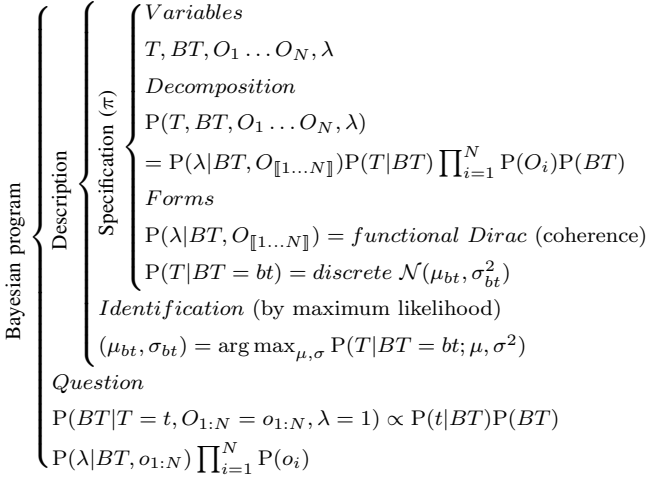 Bayesian program
Description
Specification (π)
Variables
T, BT, O₁ … O_N, λ
Decomposition
P(T, BT, O₁ … O_N, λ)
= P(λ|BT, O_⟦1…N⟧)P(T|BT) ∏_{i=1}^{N} P(O_i)P(BT)
Forms
P(λ|BT, O_⟦1…N⟧) = functional Dirac (coherence)
P(T|BT = bt) = discrete 𝒩(μ_bt, σ²_bt)
Identification (by maximum likelihood)
(μ_bt, σ_bt) = arg max_{μ,σ} P(T|BT = bt; μ, σ²)
Question
P(BT|T = t, O_{1:N} = o_{1:N}, λ = 1) ∝ P(t|BT)P(BT)
P(λ|BT, o_{1:N}) ∏_{i=1}^{N} P(o_i)